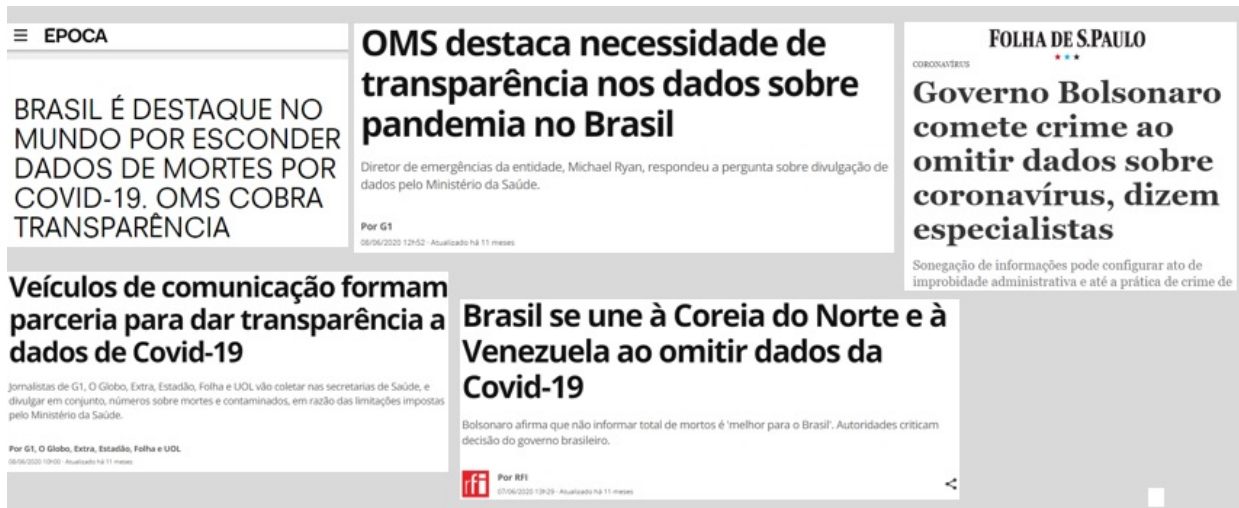 EPOCA
BRASIL É DESTAQUE NO
MUNDO POR ESCONDER
DADOS DE MORTES POR
COVID-19. OMS COBRA
TRANSPARÊNCIA
OMS destaca necessidade de
transparência nos dados sobre
pandemia no Brasil
Diretor de emergências da entidade, Michael Ryan, respondeu a pergunta sobre divulgação de
dados pelo Ministério da Saúde.
Por G1
08/06/2020 12h52 · Atualizado há 11 meses
FOLHA DE S.PAULO
CORONAVÍRUS
Governo Bolsonaro
comete crime ao
omitir dados sobre
coronavírus, dizem
especialistas
Sonegação de informações pode configurar ato de
improbidade administrativa e até a prática de crime de
Veículos de comunicação formam
parceria para dar transparência a
dados de Covid-19
Jornalistas de G1, O Globo, Extra, Estadão, Folha e UOL vão coletar nas secretarias de Saúde, e
divulgar em conjunto, números sobre mortes e contaminados, em razão das limitações impostas
pelo Ministério da Saúde.
Por G1, O Globo, Extra, Estadão, Folha e UOL
08/06/2020 10h00 · Atualizado há 11 meses
Brasil se une à Coreia do Norte e à
Venezuela ao omitir dados da
Covid-19
Bolsonaro afirma que não informar total de mortos é 'melhor para o Brasil'. Autoridades criticam
decisão do governo brasileiro.
rfi
Por RFI
07/06/2020 13h29 · Atualizado há 11 meses